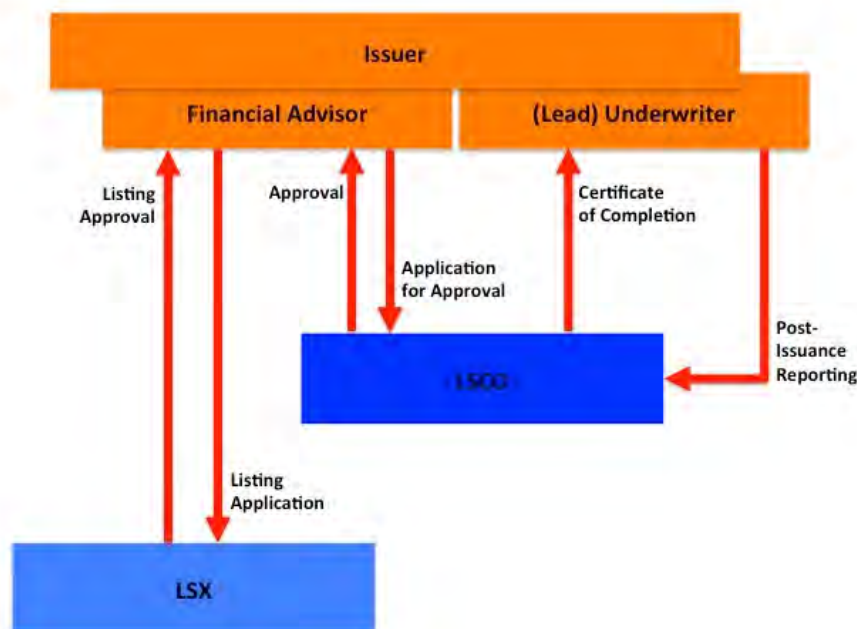 Issuer
Financial Advisor
(Lead) Underwriter
Listing
Approval
Approval
Certificate
of Completion
Application
for Approval
Post-
Issuance
Reporting
LSCO
Listing
Application
LSX